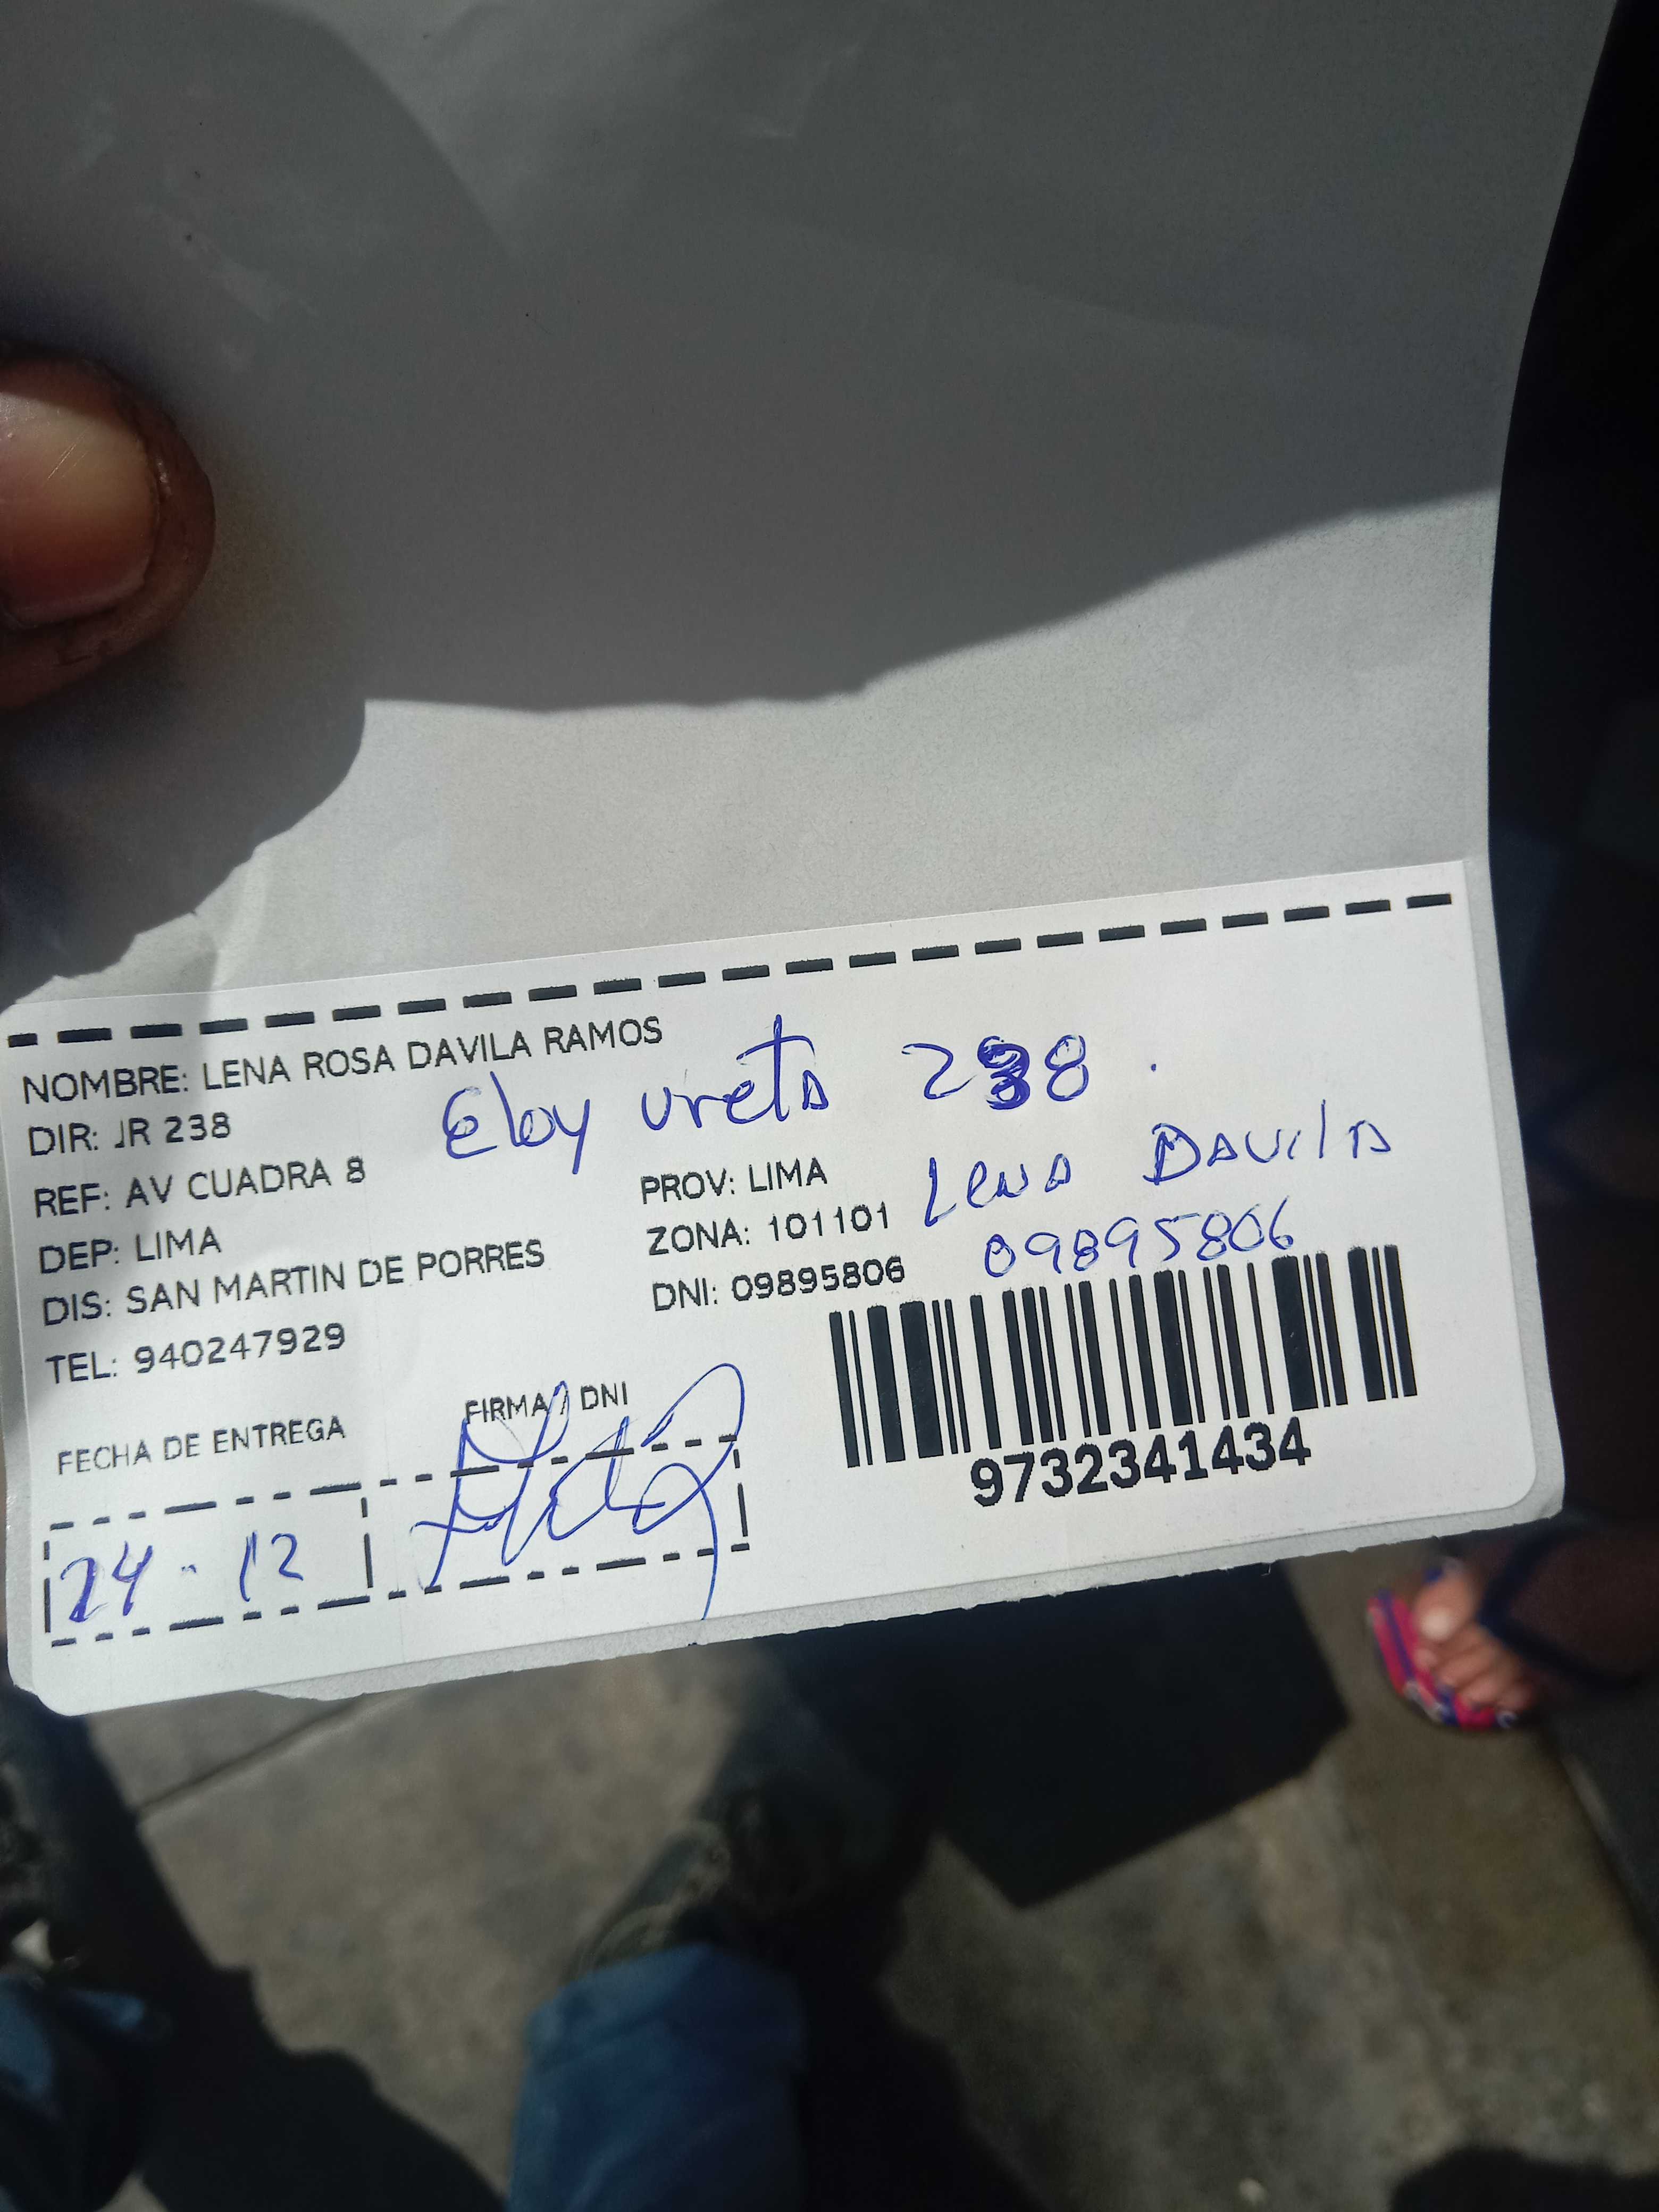 NOMBRE: LENA ROSA DAVILA RAMOS
DIR: JR 238
Eloy ureta 238
REF: AV CUADRA 8
DEP: LIMA
DIS: SAN MARTIN DE PORRES
TEL: 940247929
PROV: LIMA
ZONA: 101101
DNI: 09895806
Lena Davila
09895806
FECHA DE ENTREGA
FIRMA / DNI
24 - 12
9732341434